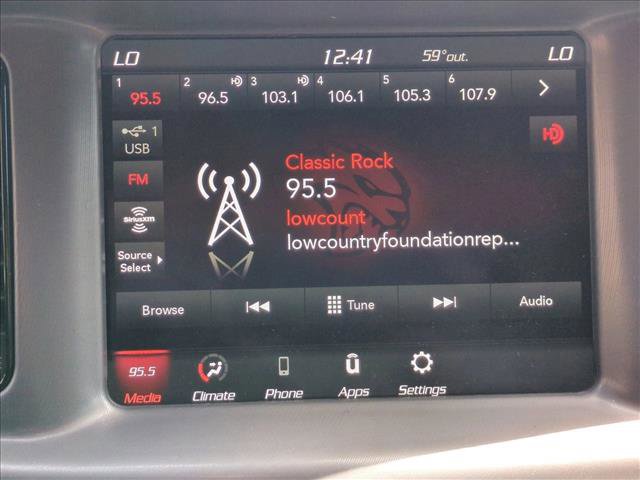 LO 12:41 59°out. LO
1 2 HD 3 HD 4 5 6
95.5 96.5 103.1 106.1 105.3 107.9 >
1
USB
HD
FM
Classic Rock
95.5
SiriusXM
lowcount
lowcountryfoundationrep...
Source
Select
Browse Tune Audio
95.5 u
Media Climate Phone Apps Settings